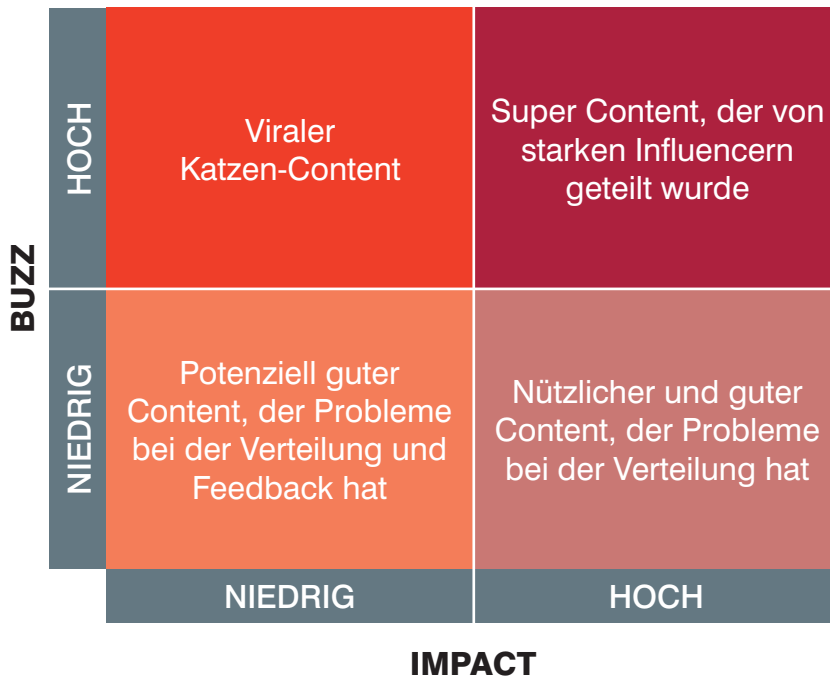 BUZZ
HOCH
Viraler
Katzen-Content
Super Content, der von
starken Influencern
geteilt wurde
NIEDRIG
Potenziell guter
Content, der Probleme
bei der Verteilung und
Feedback hat
Nützlicher und guter
Content, der Probleme
bei der Verteilung hat
NIEDRIG
HOCH
IMPACT